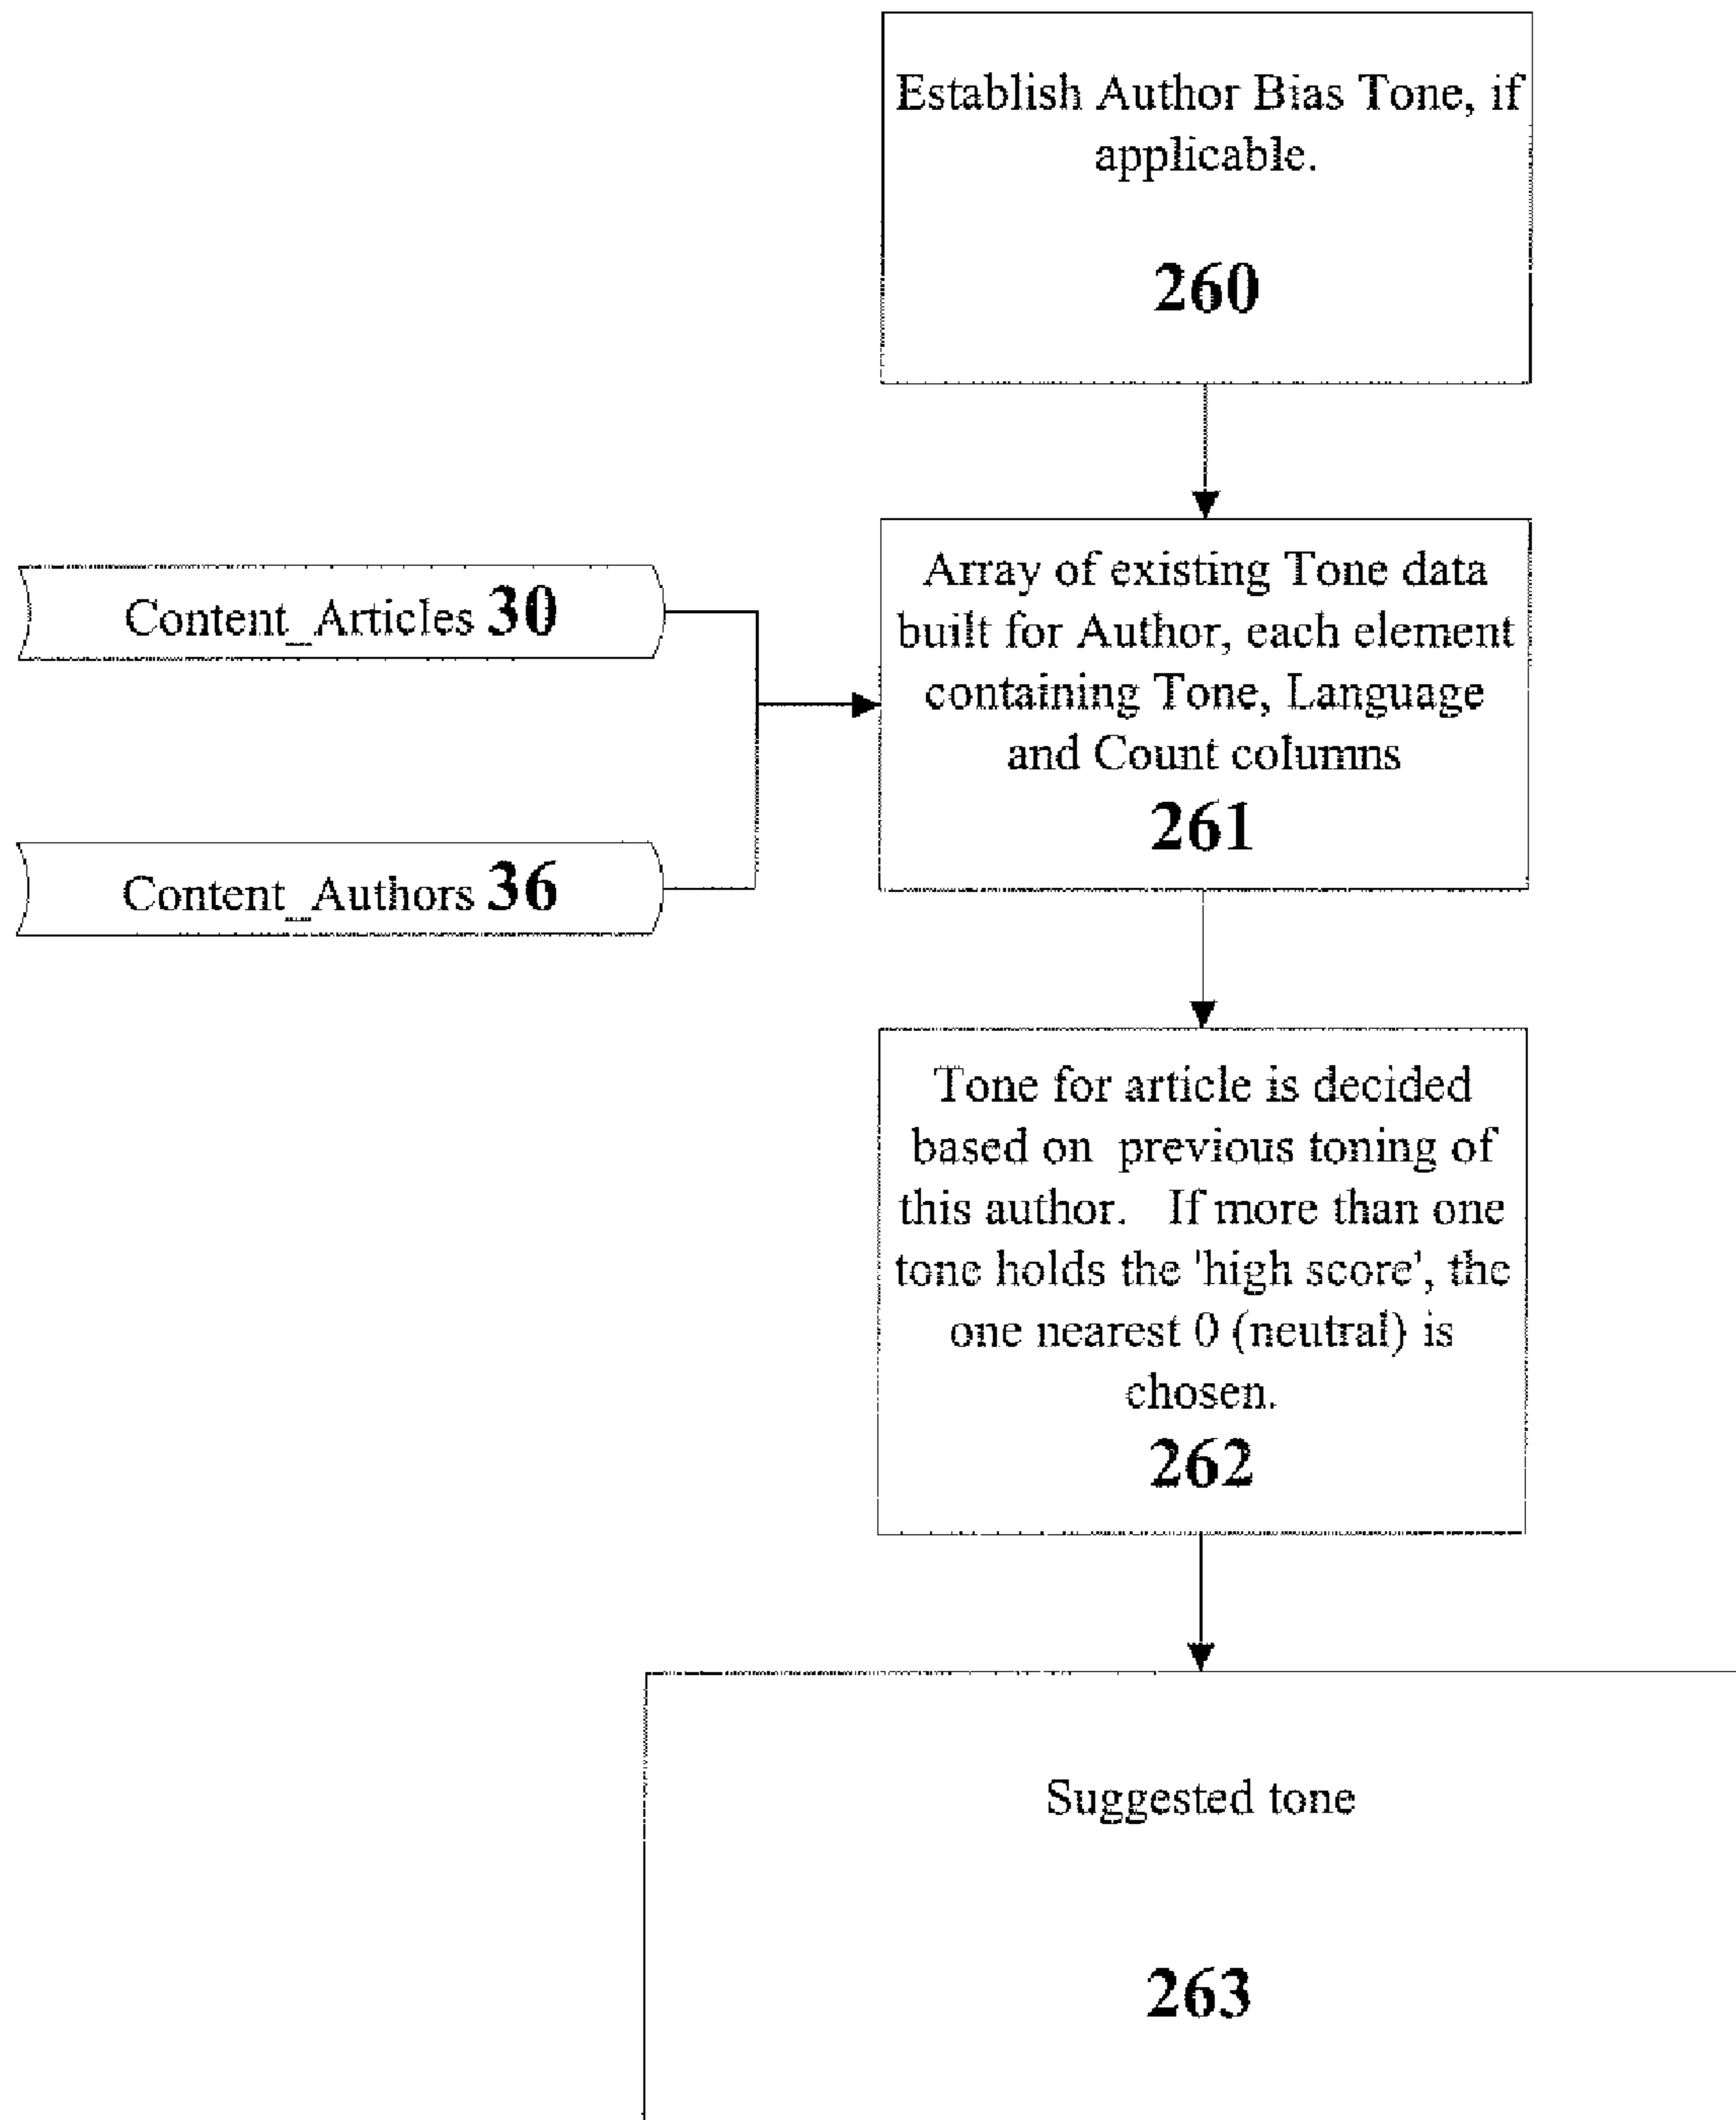 Establish Author Bias Tone, if
applicable.
260
Content_Articles 30
Content_Authors 36
Array of existing Tone data
built for Author, each element
containing Tone, Language
and Count columns
261
Tone for article is decided
based on previous toning of
this author. If more than one
tone holds the 'high score', the
one nearest 0 (neutral) is
chosen.
262
Suggested tone
263